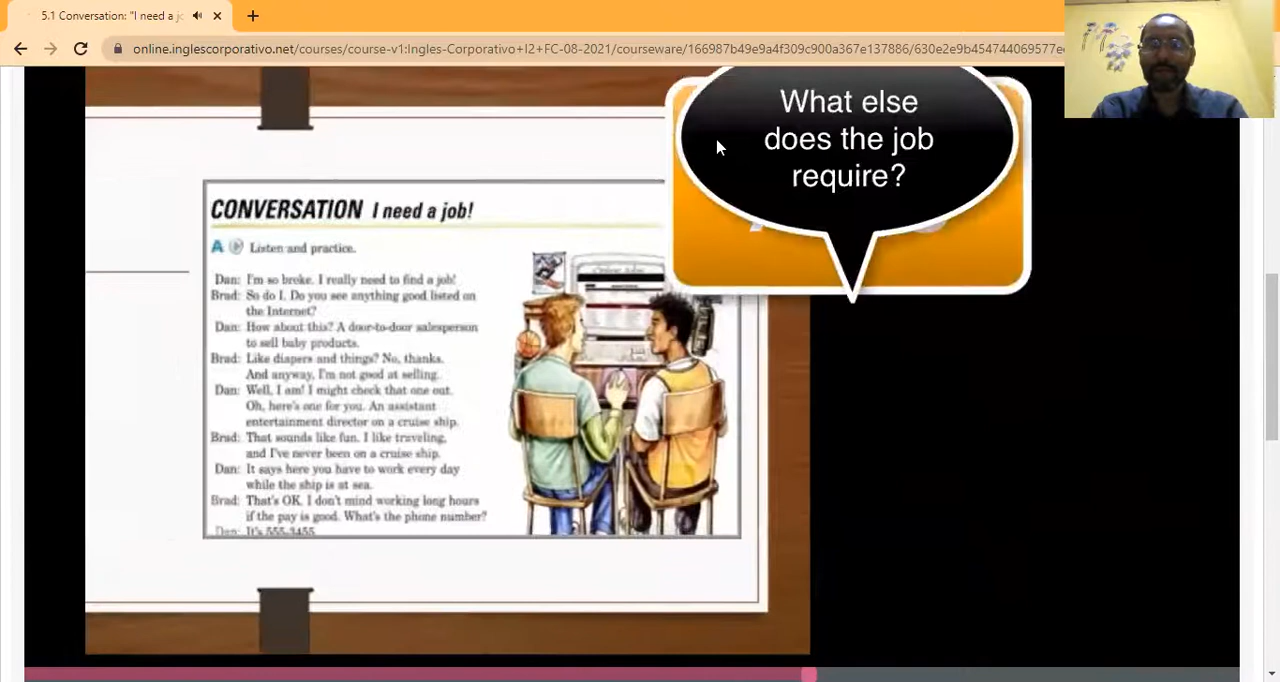 5.1 Conversation: "I need a jo
online.inglescorporativo.net/courses/course-v1:Ingles-Corporativo+I2+FC-08-2021/courseware/166987b49e9a4f309c900a367e137886/630e2e9b454744069577e
What else
does the job
require?
CONVERSATION I need a job!
A Listen and practice.
Dan: I'm so broke. I really need to find a job!
Brad: So do I. Do you see anything good listed on
the Internet?
Dan: How about this? A door-to-door salesperson
to sell baby products.
Brad: Like diapers and things? No, thanks.
And anyway, I'm not good at selling.
Dan: Well, I am! I might check that one out.
Oh, here's one for you. An assistant
entertainment director on a cruise ship.
Brad: That sounds like fun. I like traveling,
and I've never been on a cruise ship.
Dan: It says here you have to work every day
while the ship is at sea.
Brad: That's OK. I don't mind working long hours
if the pay is good. What's the phone number?
Dan: It's 555-3455